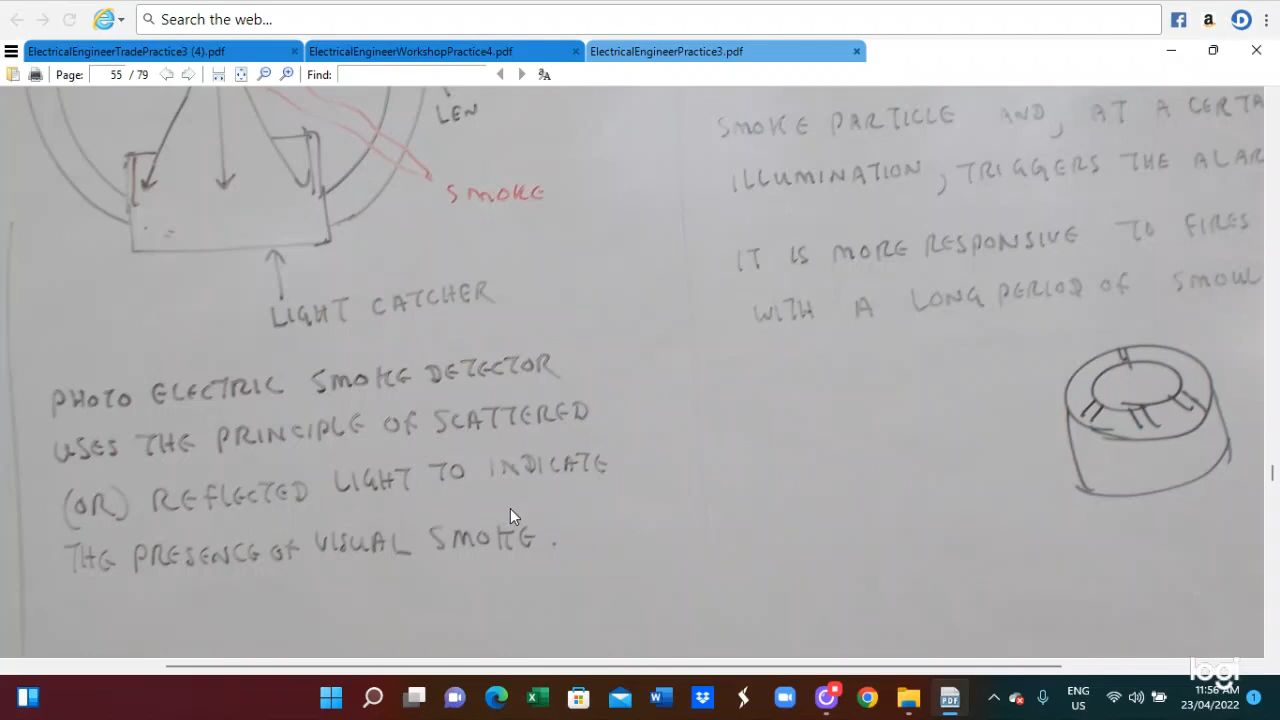 Search the web...
ElectricalEngineerTradePractice3 (4).pdf
ElectricalEngineerWorkshopPractice4.pdf
ElectricalEngineerPractice3.pdf
Page: 55 / 79
Find:
LEN
SMOKE
LIGHT CATCHER
PHOTO ELECTRIC SMOKE DETECTOR
USES THE PRINCIPLE OF SCATTERED
(OR) REFLECTED LIGHT TO INDICATE
THE PRESENCE OF VISUAL SMOKE.
SMOKE PARTICLE AND, AT A CERTA
ILLUMINATION, TRIGGERS THE ALAR
IT IS MORE RESPONSIVE TO FIRES
WITH A LONG PERIOD OF SMOUL
logi
ENG
US
11:56 AM
23/04/2022